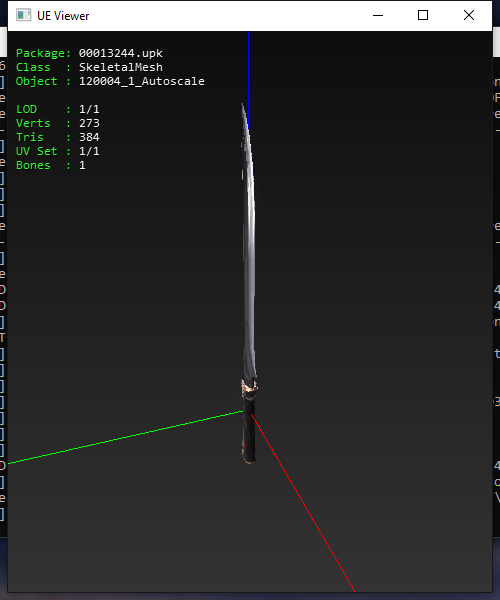 UE Viewer
Package: 00013244.upk
Class : SkeletalMesh
Object : 120004_1_Autoscale
LOD : 1/1
Verts : 273
Tris : 384
UV Set : 1/1
Bones : 1